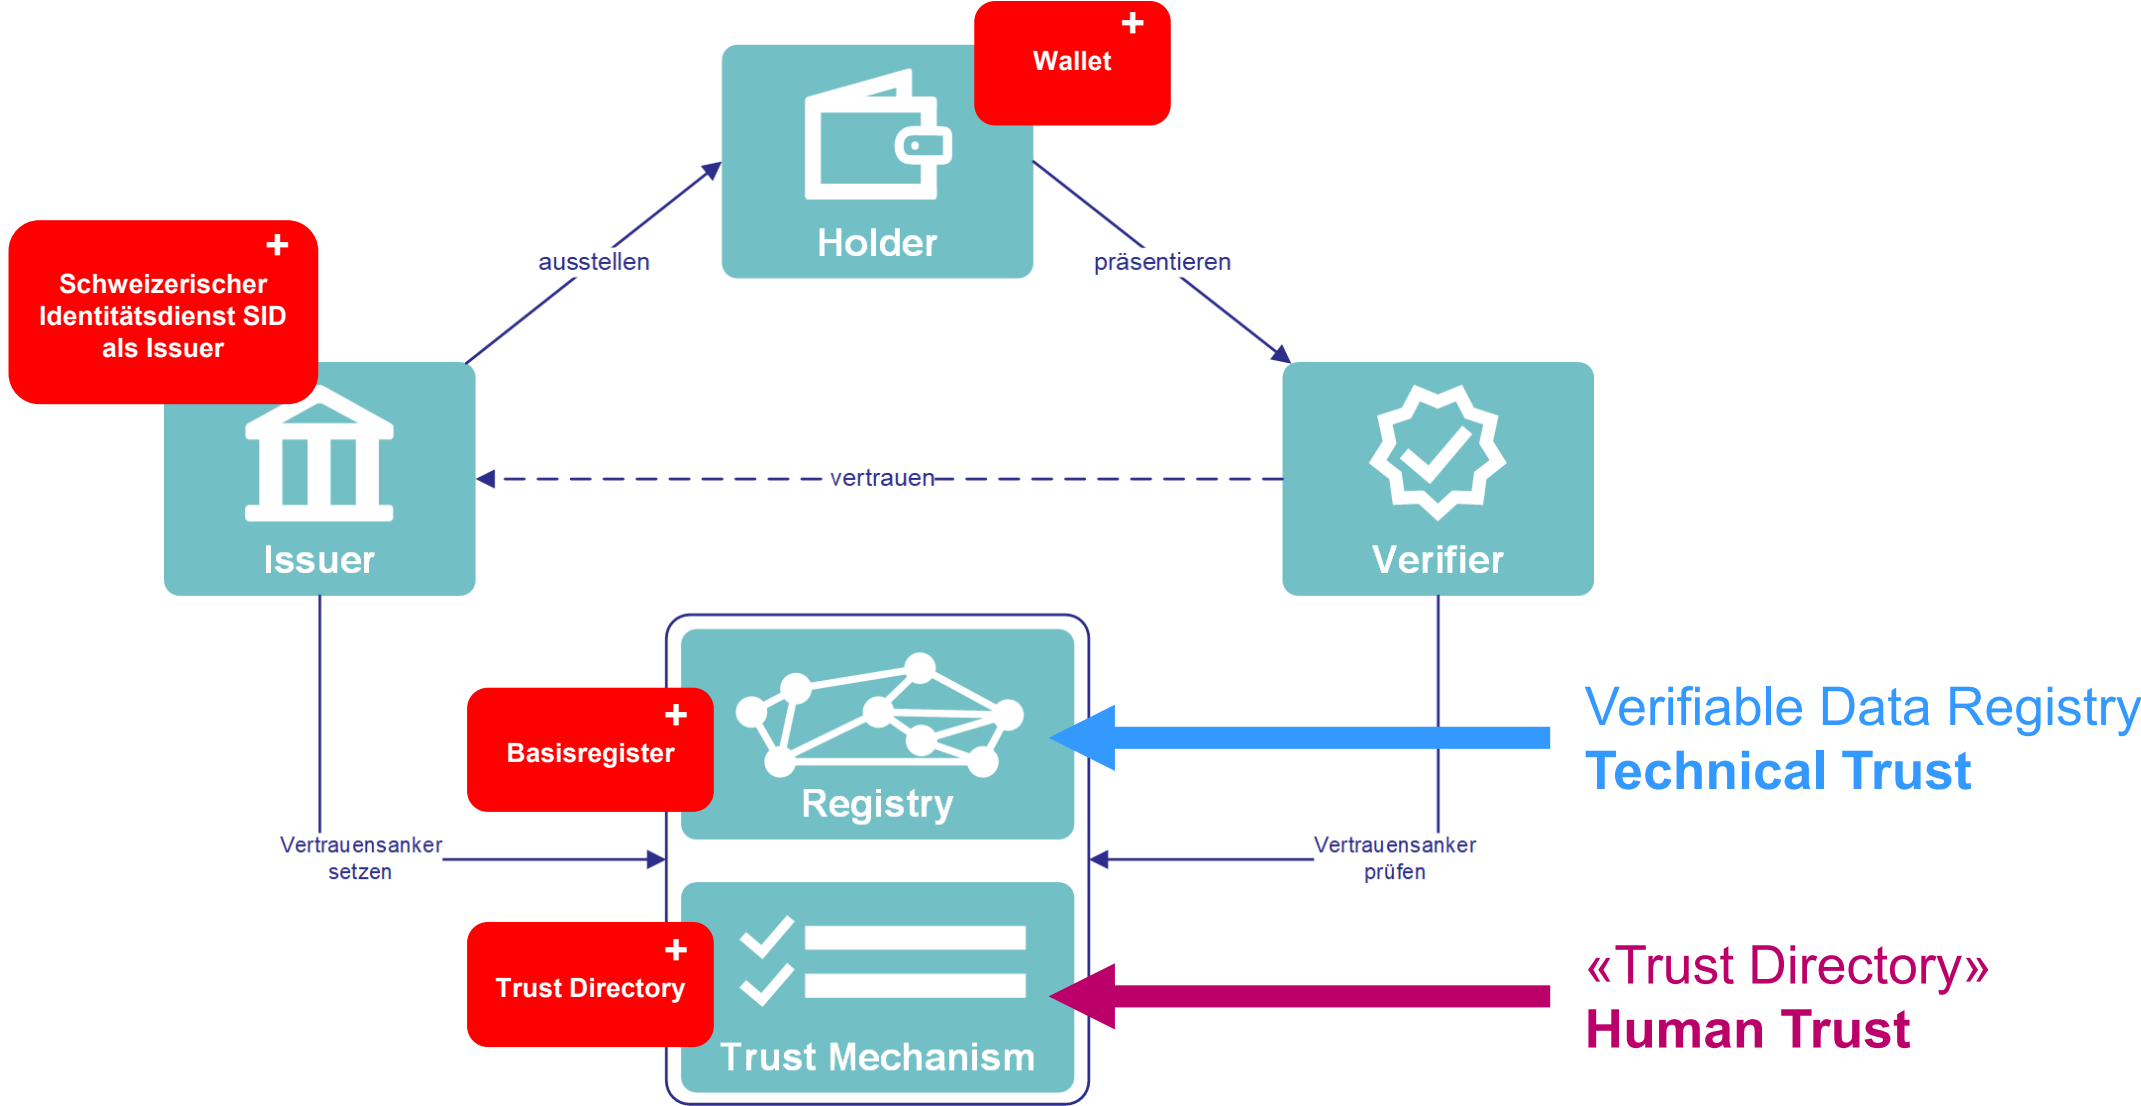 +
Wallet
Holder
+
Schweizerischer
Identitätsdienst SID
als Issuer
ausstellen
präsentieren
vertrauen
Issuer
Verifier
+
Basisregister
Registry
Verifiable Data Registry
Technical Trust
Vertrauensanker
setzen
Vertrauensanker
prüfen
+
Trust Directory
Trust Mechanism
«Trust Directory»
Human Trust